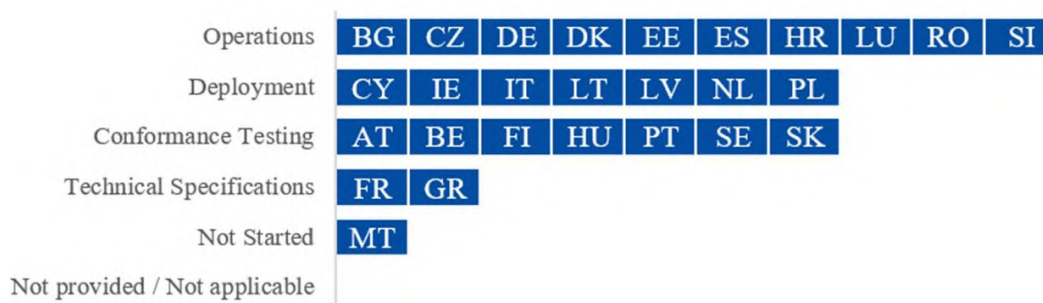 Operations BG CZ DE DK EE ES HR LU RO SI
Deployment CY IE IT LT LV NL PL
Conformance Testing AT BE FI HU PT SE SK
Technical Specifications FR GR
Not Started MT
Not provided / Not applicable